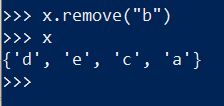 >>> x.remove("b")
>>> x
{'d', 'e', 'c', 'a'}
>>>